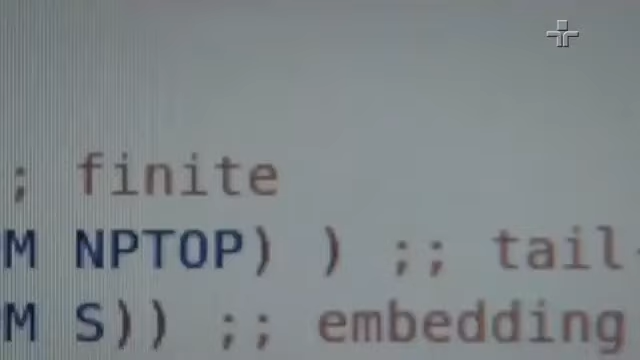 ; finite
M NPTOP) ) ;; tail-
M S)) ;; embedding